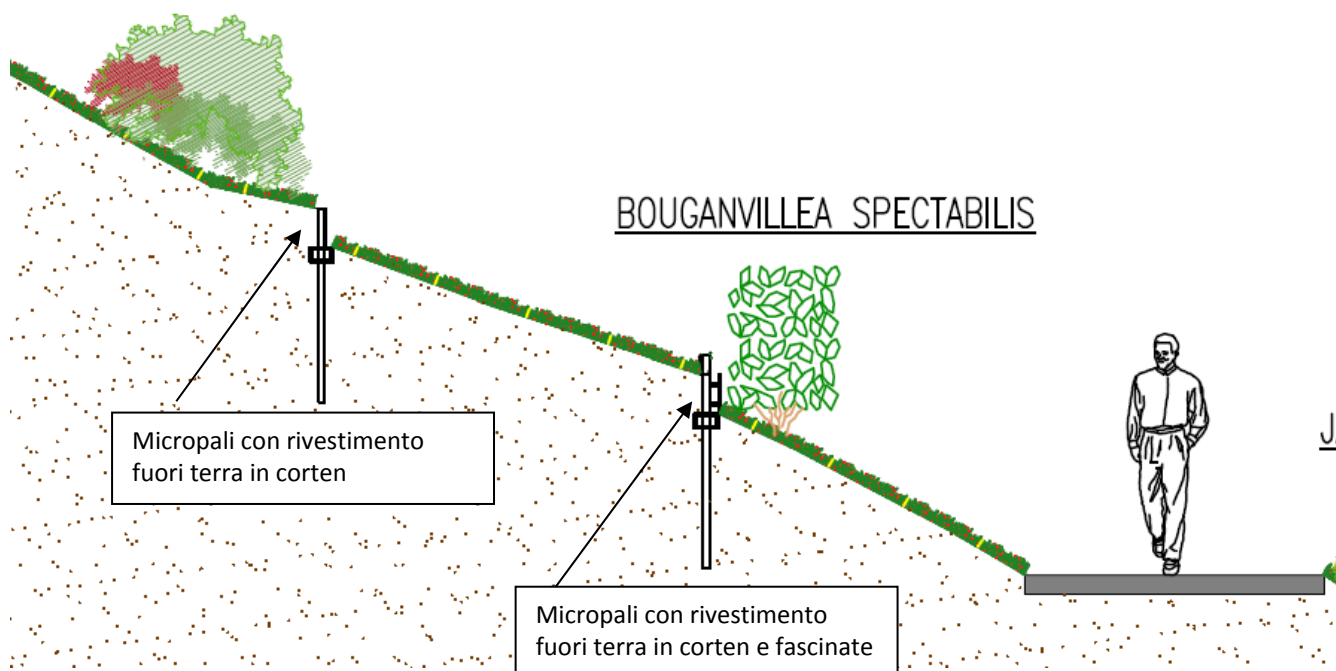 BOUGANVILLEA SPECTABILIS
J
Micropali con rivestimento
fuori terra in corten
Micropali con rivestimento
fuori terra in corten e fascinate